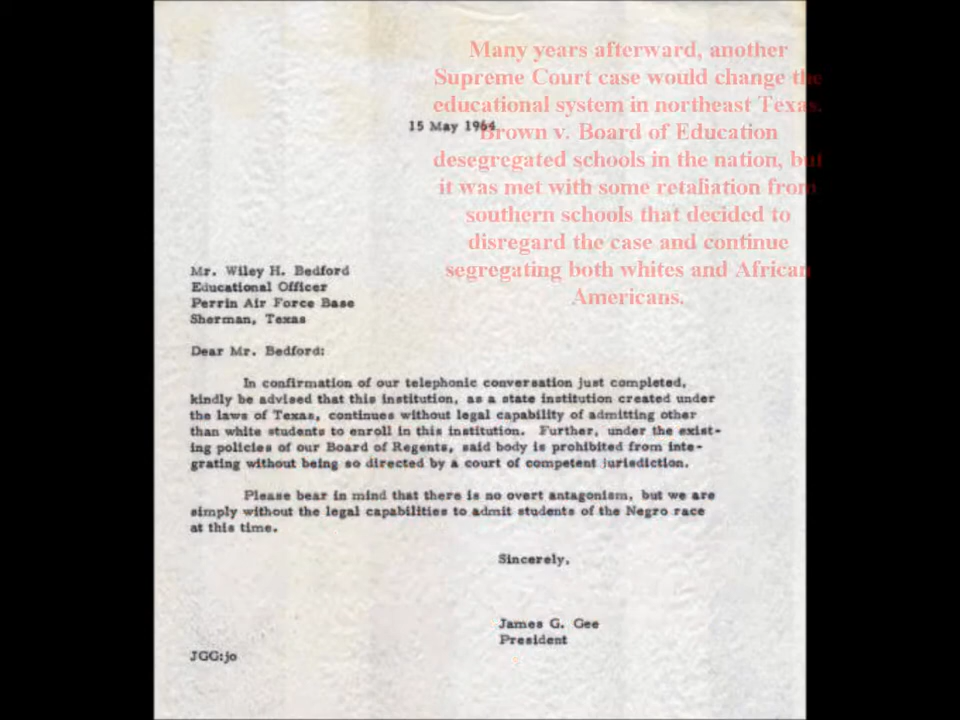 Many years afterward, another
Supreme Court case would change the
educational system in northeast Texas.
Brown v. Board of Education
desegregated schools in the nation, but
it was met with some retaliation from
southern schools that decided to
disregard the case and continue
segregating both whites and African
Americans.
15 May 1964
Mr. Wiley H. Bedford
Educational Officer
Perrin Air Force Base
Sherman, Texas
Dear Mr. Bedford:
In confirmation of our telephonic conversation just completed,
kindly be advised that this institution, as a state institution created under
the laws of Texas, continues without legal capability of admitting other
than white students to enroll in this institution. Further, under the exist-
ing policies of our Board of Regents, said body is prohibited from inte-
grating without being so directed by a court of competent jurisdiction.
Please bear in mind that there is no overt antagonism, but we are
simply without the legal capabilities to admit students of the Negro race
at this time.
Sincerely,
James G. Gee
President
JGG:jo